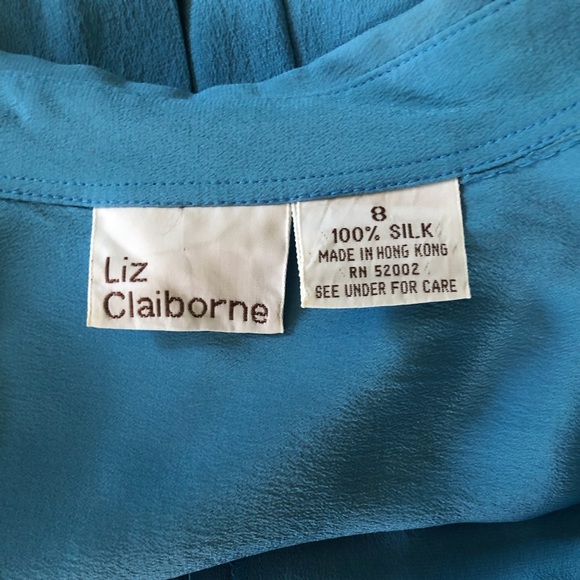 Liz
Claiborne
8
100% SILK
MADE IN HONG KONG
RN 52002
SEE UNDER FOR CARE